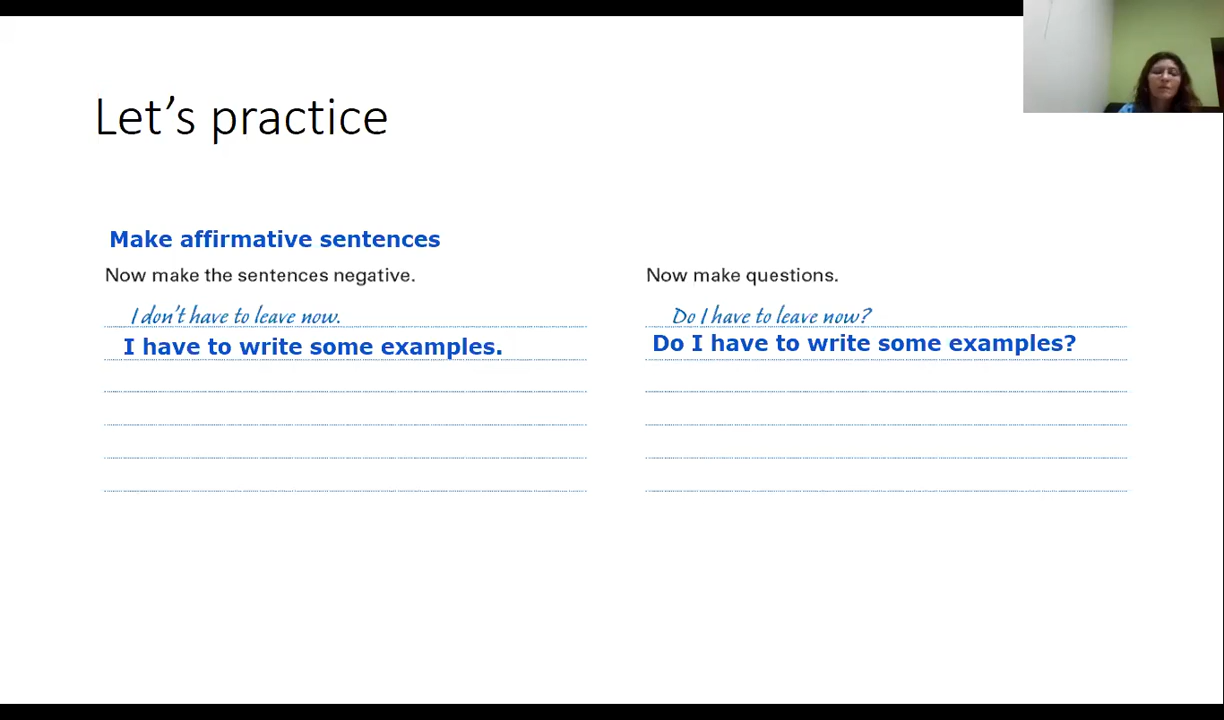 Let's practice
Make affirmative sentences
Now make the sentences negative.
I don't have to leave now.
I have to write some examples.
Now make questions.
Do I have to leave now?
Do I have to write some examples?